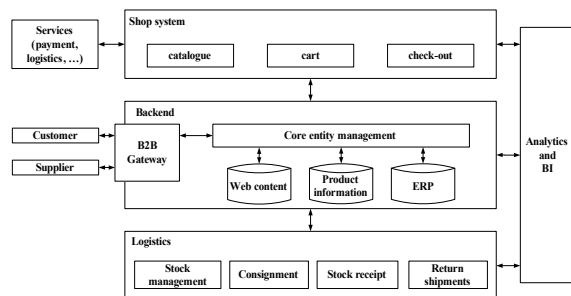 Services
(payment,
logistics, …)
Shop system
catalogue
cart
check-out
Backend
Customer
Supplier
B2B
Gateway
Core entity management
Web content
Product
information
ERP
Analytics
and
BI
Logistics
Stock
management
Consignment
Stock receipt
Return
shipments